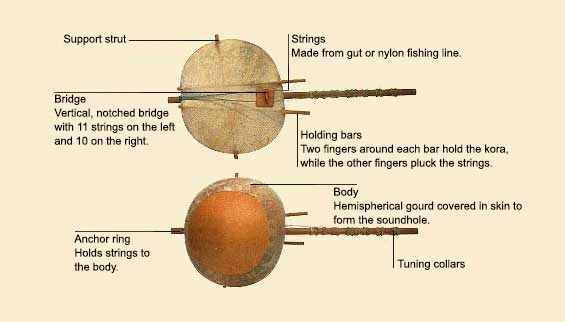 Support strut
Strings
Made from gut or nylon fishing line.
Bridge
Vertical, notched bridge
with 11 strings on the left
and 10 on the right.
Holding bars
Two fingers around each bar hold the kora,
while the other fingers pluck the strings.
Body
Hemispherical gourd covered in skin to
form the soundhole.
Anchor ring
Holds strings to
the body.
Tuning collars